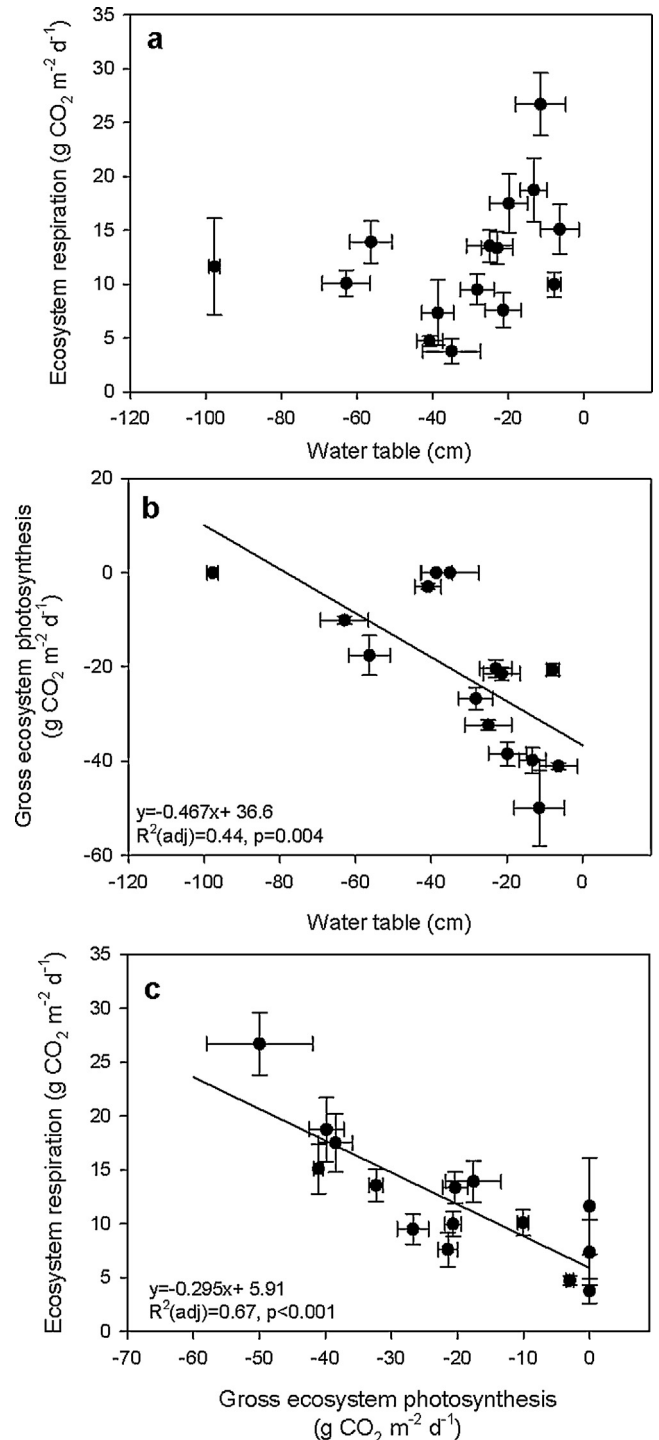 a
Ecosystem respiration (g CO2 m-2 d-1)
35
30
25
20
15
10
5
0
-120 -100 -80 -60 -40 -20 0
Water table (cm)
b
Gross ecosystem photosynthesis
(g CO2 m-2 d-1)
20
0
-20
-40
-60
y=-0.467x+ 36.6
R2(adj)=0.44, p=0.004
-120 -100 -80 -60 -40 -20 0
Water table (cm)
c
Ecosystem respiration (g CO2 m-2 d-1)
35
30
25
20
15
10
5
0
y=-0.295x+ 5.91
R2(adj)=0.67, p<0.001
-70 -60 -50 -40 -30 -20 -10 0
Gross ecosystem photosynthesis
(g CO2 m-2 d-1)